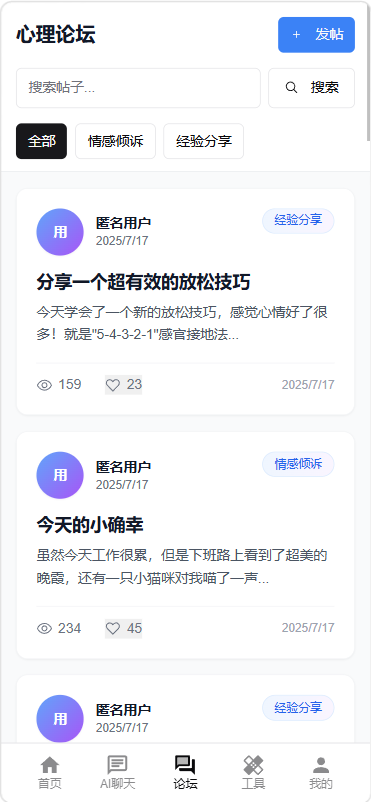 心理论坛
+ 发帖
搜索帖子...
搜索
全部 情感倾诉 经验分享
用 匿名用户 经验分享
2025/7/17
分享一个超有效的放松技巧
今天学会了一个新的放松技巧，感觉心情好了很
多！就是"5-4-3-2-1"感官接地法...
159 23 2025/7/17
用 匿名用户 情感倾诉
2025/7/17
今天的小确幸
虽然今天工作很累，但是下班路上看到了超美的
晚霞，还有一只小猫咪对我喵了一声...
234 45 2025/7/17
用 匿名用户 经验分享
2025/7/17
首页 AI聊天 论坛 工具 我的